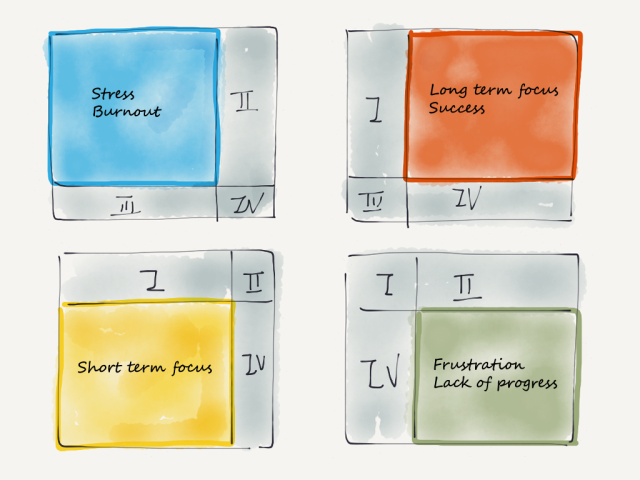 Stress
Burnout
II
III
IV
I
Long term focus
Success
III
IV
I
II
Short term focus
IV
I
II
IV
Frustration
Lack of progress